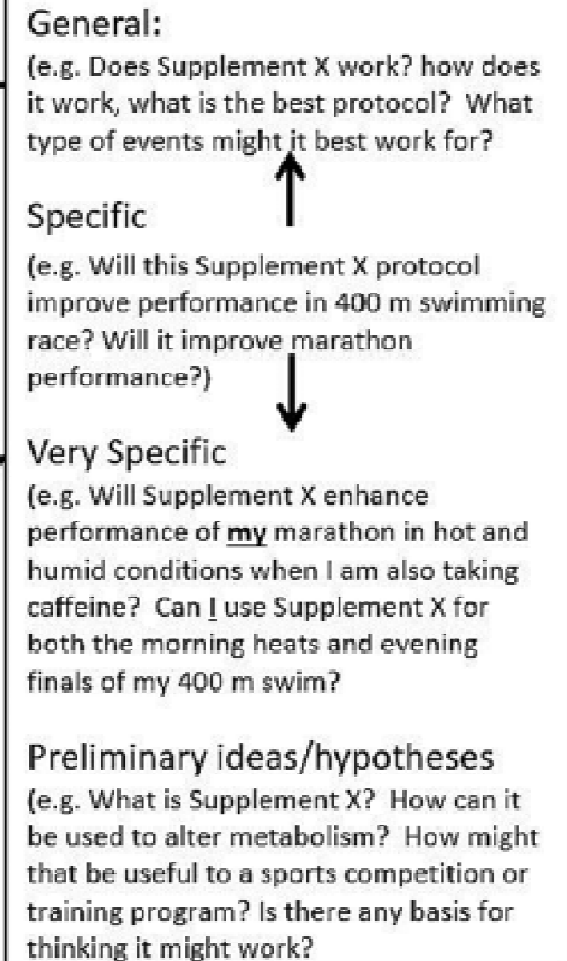 General:
(e.g. Does Supplement X work? how does
it work, what is the best protocol?  What
type of events might it best work for?
Specific
(e.g. Will this Supplement X protocol
improve performance in 400 m swimming
race? Will it improve marathon
performance?)
Very Specific
(e.g. Will Supplement X enhance
performance of my marathon in hot and
humid conditions when I am also taking
caffeine?  Can I use Supplement X for
both the morning heats and evening
finals of my 400 m swim?
Preliminary ideas/hypotheses
(e.g. What is Supplement X?  How can it
be used to alter metabolism?  How might
that be useful to a sports competition or
training program? Is there any basis for
thinking it might work?